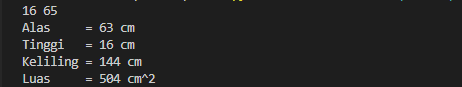 16 65
Alas     = 63 cm
Tinggi   = 16 cm
Keliling = 144 cm
Luas     = 504 cm^2